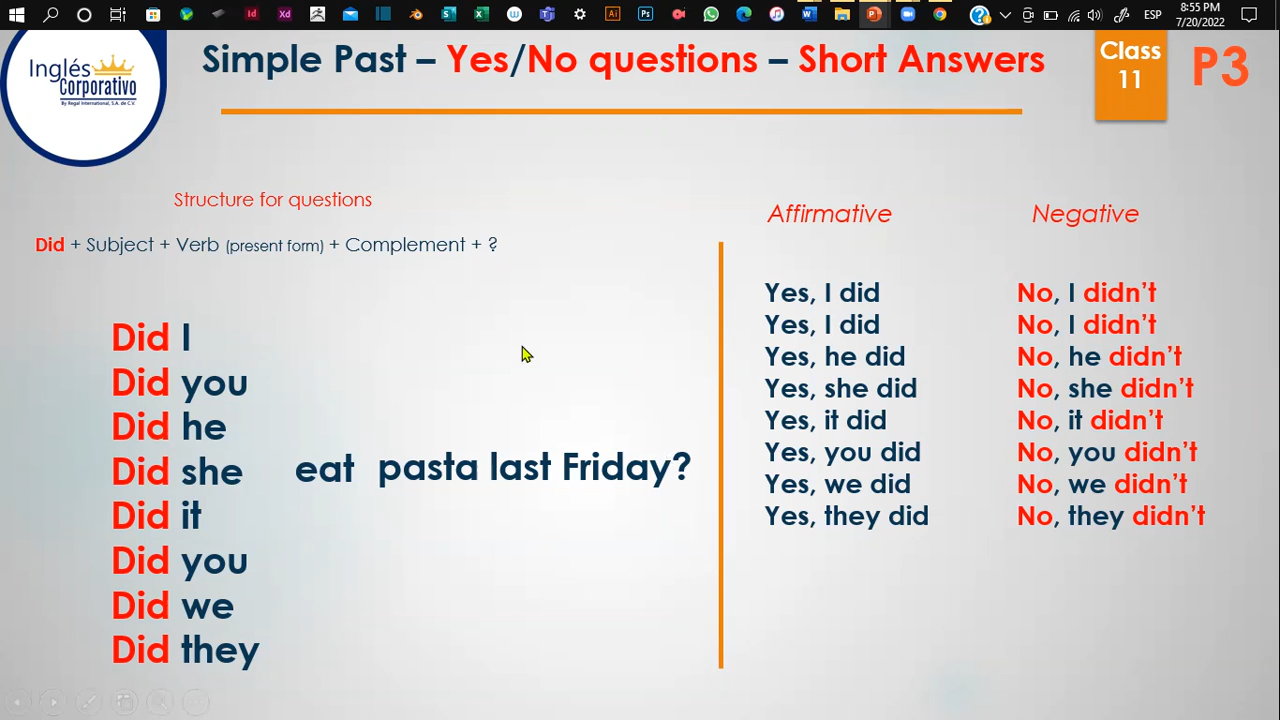 8:55 PM
ESP
7/20/2022
Inglés
Corporativo
By Regal International, S.A. de C.V.
Simple Past – Yes/No questions – Short Answers
Class
11
P3
Structure for questions
Did + Subject + Verb (present form) + Complement + ?
Did I
Did you
Did he
Did she
Did it
Did you
Did we
Did they
eat pasta last Friday?
Affirmative
Yes, I did
Yes, I did
Yes, he did
Yes, she did
Yes, it did
Yes, you did
Yes, we did
Yes, they did
Negative
No, I didn't
No, I didn't
No, he didn't
No, she didn't
No, it didn't
No, you didn't
No, we didn't
No, they didn't